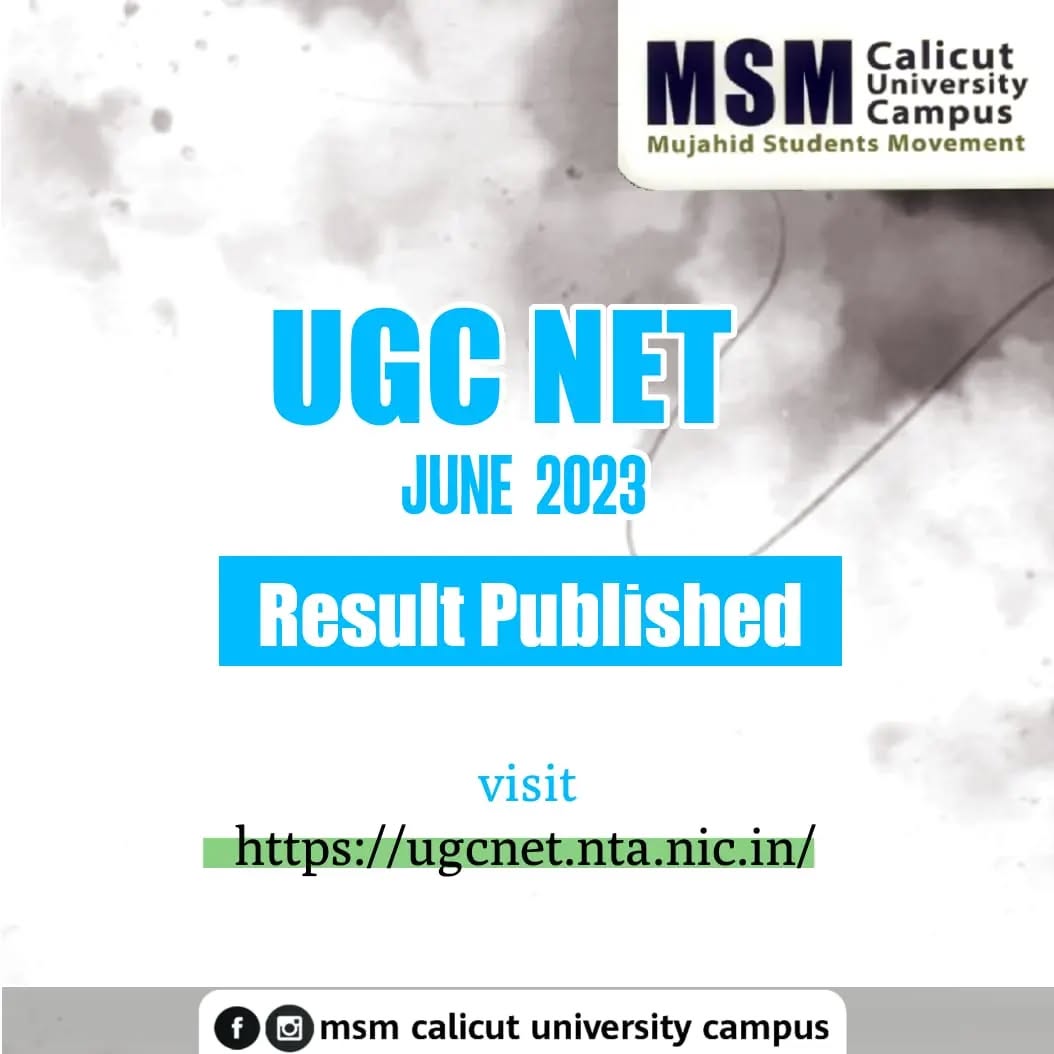 MSM Calicut
University
Campus
Mujahid Students Movement
UGC NET
JUNE 2023
Result Published
visit
https://ugcnet.nta.nic.in/
msm calicut university campus